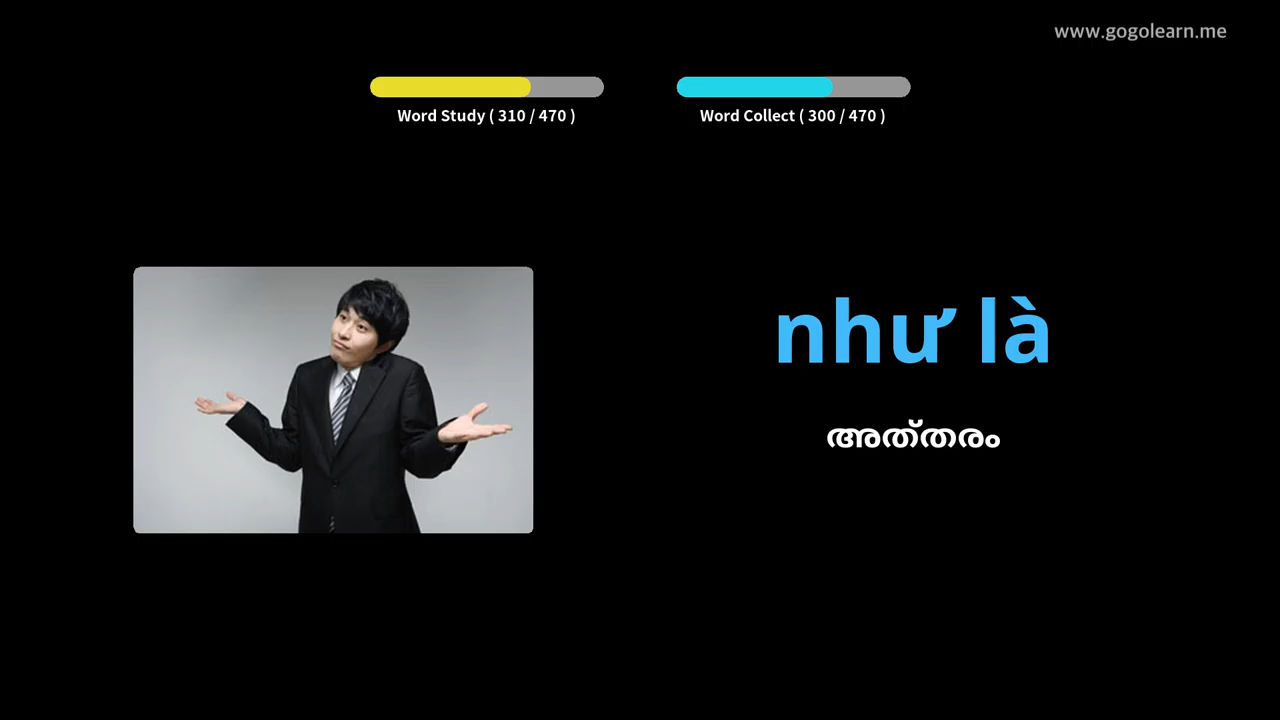 www.gogolearn.me
Word Study ( 310 / 470 )
Word Collect ( 300 / 470 )
như là
അത്തരം